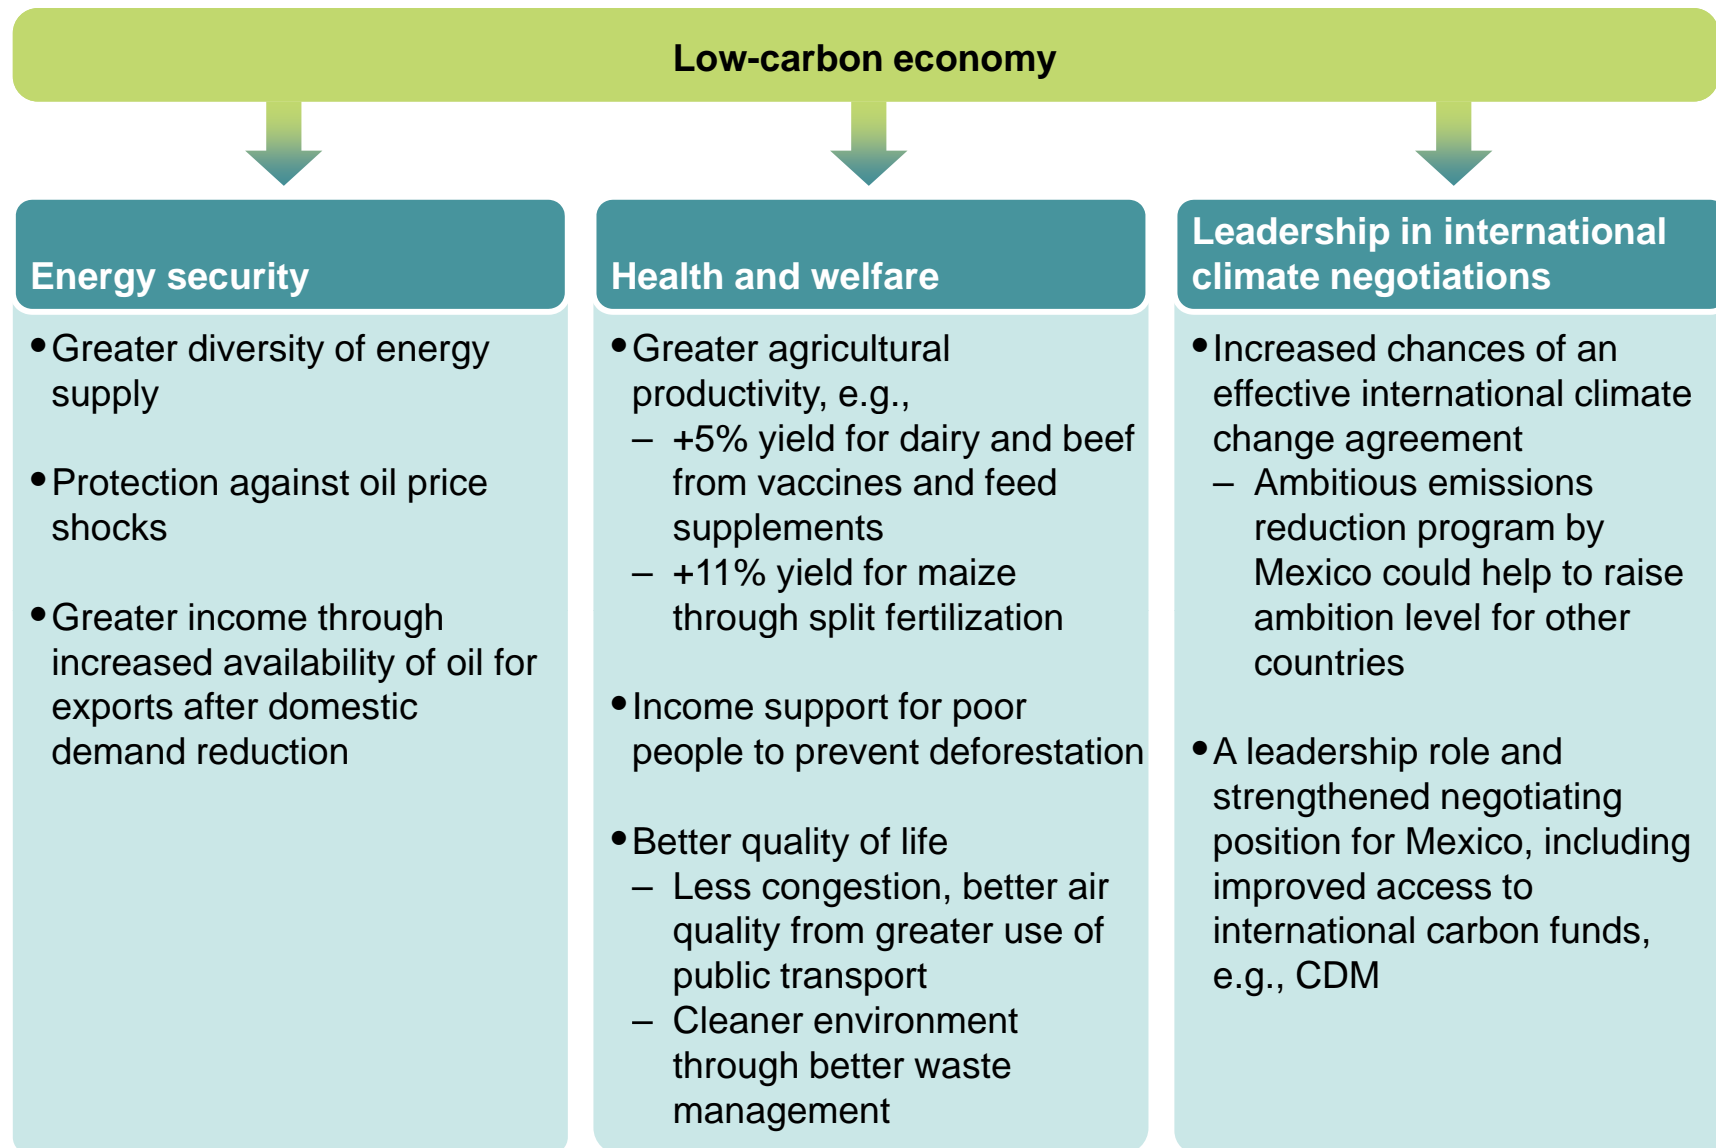 Low-carbon economy
Energy security
• Greater diversity of energy
supply
• Protection against oil price
shocks
• Greater income through
increased availability of oil for
exports after domestic
demand reduction
Health and welfare
• Greater agricultural
productivity, e.g.,
– +5% yield for dairy and beef
from vaccines and feed
supplements
– +11% yield for maize
through split fertilization
• Income support for poor
people to prevent deforestation
• Better quality of life
– Less congestion, better air
quality from greater use of
public transport
– Cleaner environment
through better waste
management
Leadership in international
climate negotiations
• Increased chances of an
effective international climate
change agreement
– Ambitious emissions
reduction program by
Mexico could help to raise
ambition level for other
countries
• A leadership role and
strengthened negotiating
position for Mexico, including
improved access to
international carbon funds,
e.g., CDM